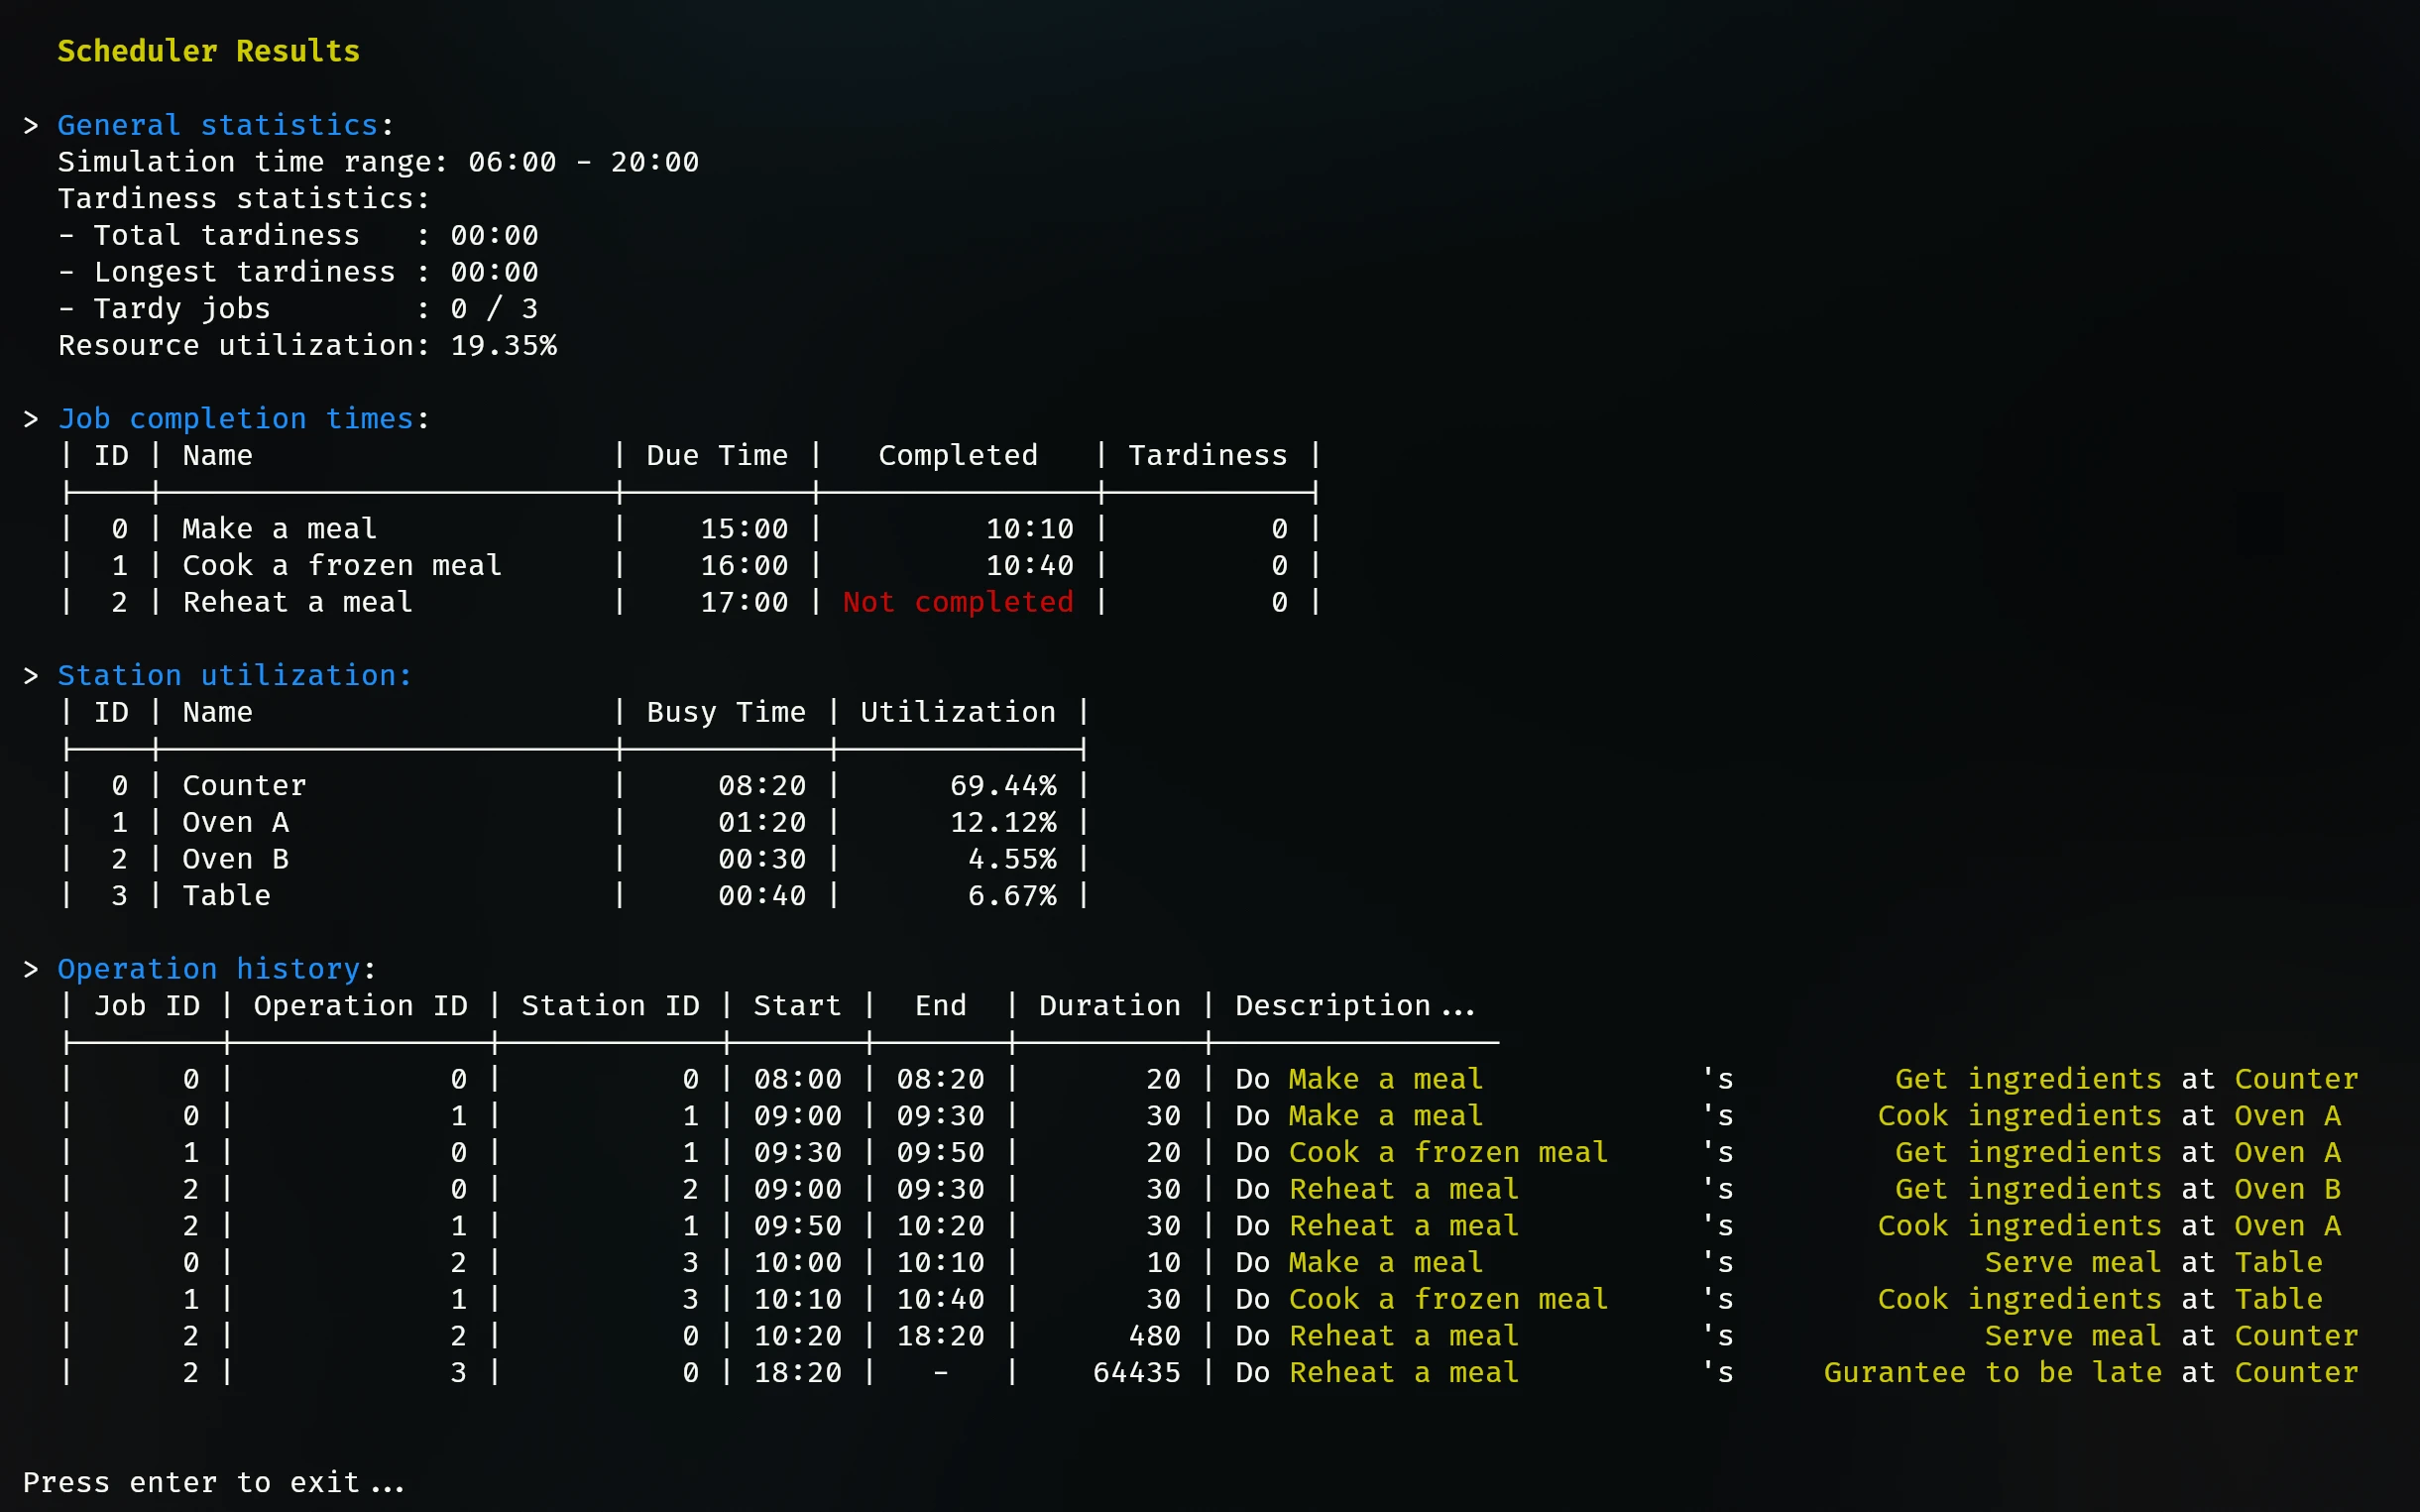 Scheduler Results
> General statistics:
Simulation time range: 06:00 - 20:00
Tardiness statistics:
- Total tardiness   : 00:00
- Longest tardiness : 00:00
- Tardy jobs        : 0 / 3
Resource utilization: 19.35%
> Job completion times:
| ID | Name | Due Time | Completed | Tardiness |
| 0 | Make a meal | 15:00 | 10:10 | 0 |
| 1 | Cook a frozen meal | 16:00 | 10:40 | 0 |
| 2 | Reheat a meal | 17:00 | Not completed | 0 |
> Station utilization:
| ID | Name | Busy Time | Utilization |
| 0 | Counter | 08:20 | 69.44% |
| 1 | Oven A | 01:20 | 12.12% |
| 2 | Oven B | 00:30 | 4.55% |
| 3 | Table | 00:40 | 6.67% |
> Operation history:
| Job ID | Operation ID | Station ID | Start | End | Duration | Description...
| 0 | 0 | 0 | 08:00 | 08:20 | 20 | Do Make a meal 's Get ingredients at Counter
| 0 | 1 | 1 | 09:00 | 09:30 | 30 | Do Make a meal 's Cook ingredients at Oven A
| 1 | 0 | 1 | 09:30 | 09:50 | 20 | Do Cook a frozen meal 's Get ingredients at Oven A
| 2 | 0 | 2 | 09:00 | 09:30 | 30 | Do Reheat a meal 's Get ingredients at Oven B
| 2 | 1 | 1 | 09:50 | 10:20 | 30 | Do Reheat a meal 's Cook ingredients at Oven A
| 0 | 2 | 3 | 10:00 | 10:10 | 10 | Do Make a meal 's Serve meal at Table
| 1 | 1 | 3 | 10:10 | 10:40 | 30 | Do Cook a frozen meal 's Cook ingredients at Table
| 2 | 2 | 0 | 10:20 | 18:20 | 480 | Do Reheat a meal 's Serve meal at Counter
| 2 | 3 | 0 | 18:20 | - | 64435 | Do Reheat a meal 's Gurantee to be late at Counter
Press enter to exit...